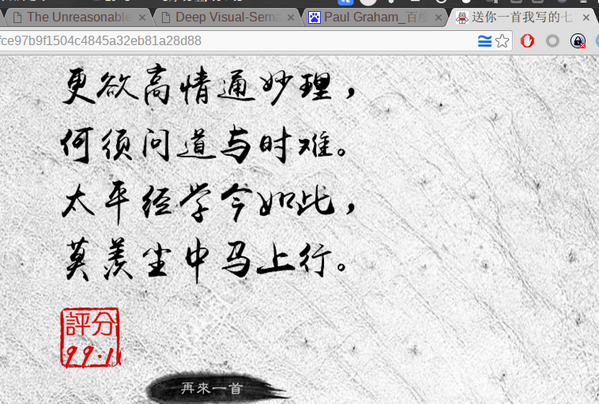 The Unreasonable
Deep Visual-Sema
Paul Graham_百度
送你一首我写的七
fce97b9f1504c4845a32eb81a28d88
更欲高情通妙理，
何须问道与时难。
太平经学今如此，
莫羡尘中马上行。
評分
99.11
再來一首